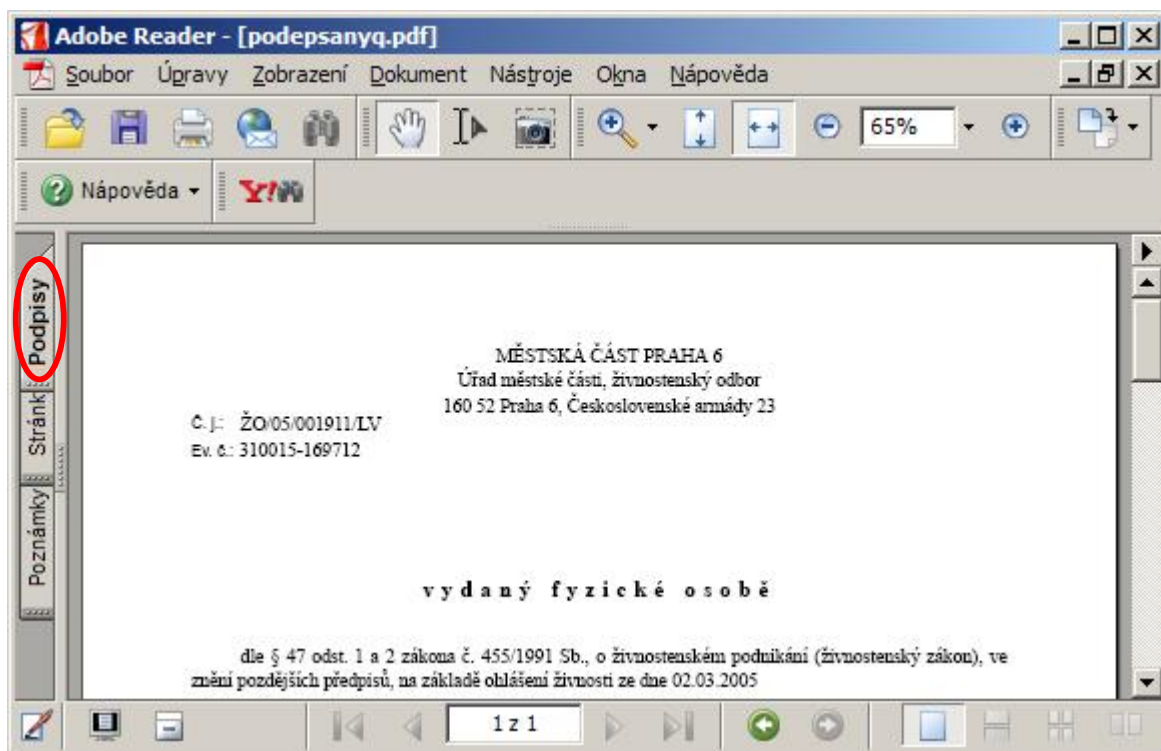 Adobe Reader - [podepsanyq.pdf]
Soubor Úpravy Zobrazení Dokument Nástroje Okna Nápověda
65%
Nápověda Y!
Podpisy
Stránk
Poznámky
MĚSTSKÁ ČÁST PRAHA 6
Úřad městské části, živnostenský odbor
160 52 Praha 6, Československé armády 23
Č. j.: ŽO/05/001911/LV
Ev. č.: 310015-169712
vydaný fyzické osobě
dle § 47 odst. 1 a 2 zákona č. 455/1991 Sb., o živnostenském podnikání (živnostenský zákon), ve
znění pozdějších předpisů, na základě ohlášení živnosti ze dne 02.03.2005
1 z 1